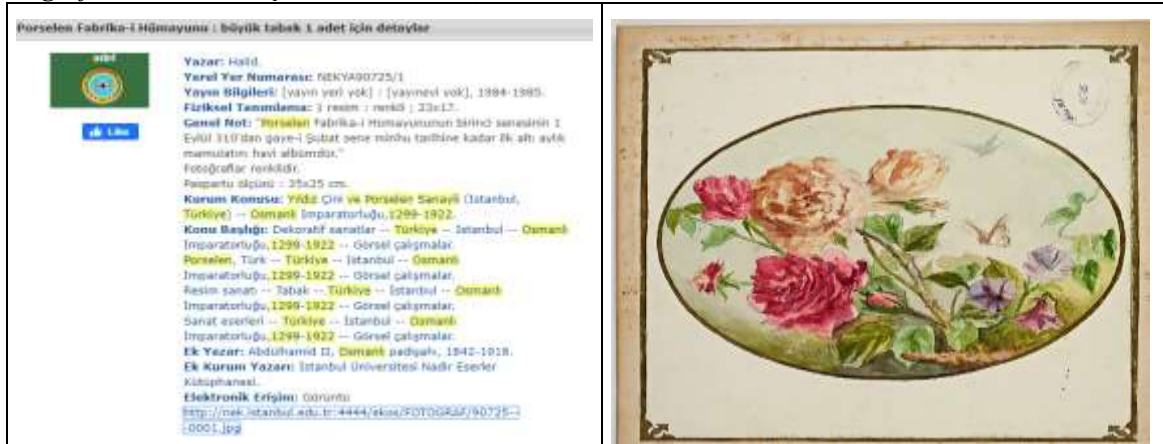 Porselen Fabrika-i Hümayunu : büyük tabak 1 adet için detaylar
Like
Yazar: Halid.
Yerel Yer Numarası: NEKYA90725/1
Yayın Bilgileri: [yayın yeri yok] : [yayınevi yok], 1984-1985.
Fiziksel Tanımlama: 1 resim : renkli ; 23x17.
Genel Not: "Porselen Fabrika-i Hümayununun birinci senesinin 1
Eylül 310'dan gaye-i Şubat sene minhu tarihine kadar ilk altı aylık
mamulatını havi albümdür."
Fotoğraflar renklidir.
Paspartu ölçüsü : 35x25 cm.
Kurum Konusu: Yıldız Çini ve Porselen Sanayii (İstanbul,
Türkiye) -- Osmanlı İmparatorluğu,1299-1922.
Konu Başlığı: Dekoratif sanatlar -- Türkiye -- İstanbul -- Osmanlı
İmparatorluğu,1299-1922 -- Görsel çalışmalar.
Porselen, Türk -- Türkiye -- İstanbul -- Osmanlı
İmparatorluğu,1299-1922 -- Görsel çalışmalar.
Resim sanatı -- Tabak -- Türkiye -- İstanbul -- Osmanlı
İmparatorluğu,1299-1922 -- Görsel çalışmalar.
Sanat eserleri -- Türkiye -- İstanbul -- Osmanlı
İmparatorluğu,1299-1922 -- Görsel çalışmalar.
Ek Yazar: Abdülhamid II, Osmanlı padişahı, 1842-1918.
Ek Kurum Yazarı: İstanbul Üniversitesi Nadir Eserler
Kütüphanesi.
Elektronik Erişim: Görüntü
http://nek.istanbul.edu.tr:4444/ekos/FOTOGRAF/90725--
-0001.jpg